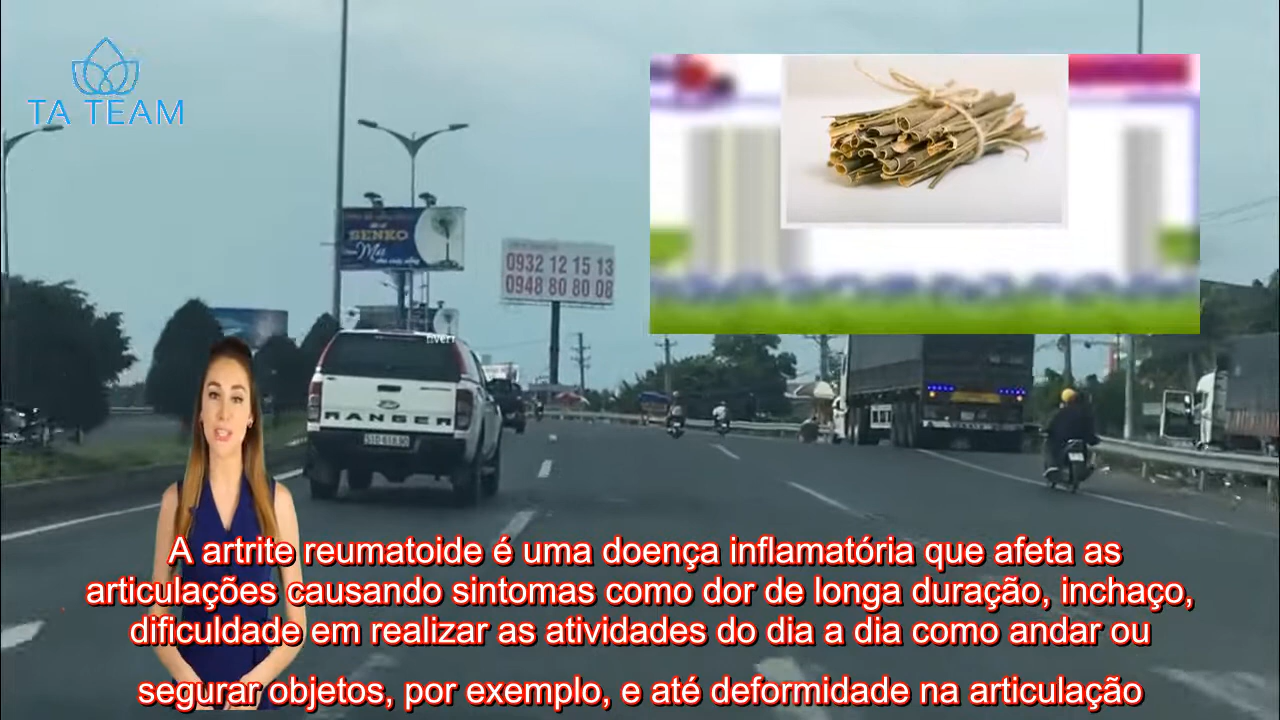 TA TEAM
SENKO
0932 12 15 13
0948 80 80 08
fiverr
RANGER
A artrite reumatoide é uma doença inflamatória que afeta as
articulações causando sintomas como dor de longa duração, inchaço,
dificuldade em realizar as atividades do dia a dia como andar ou
segurar objetos, por exemplo, e até deformidade na articulação